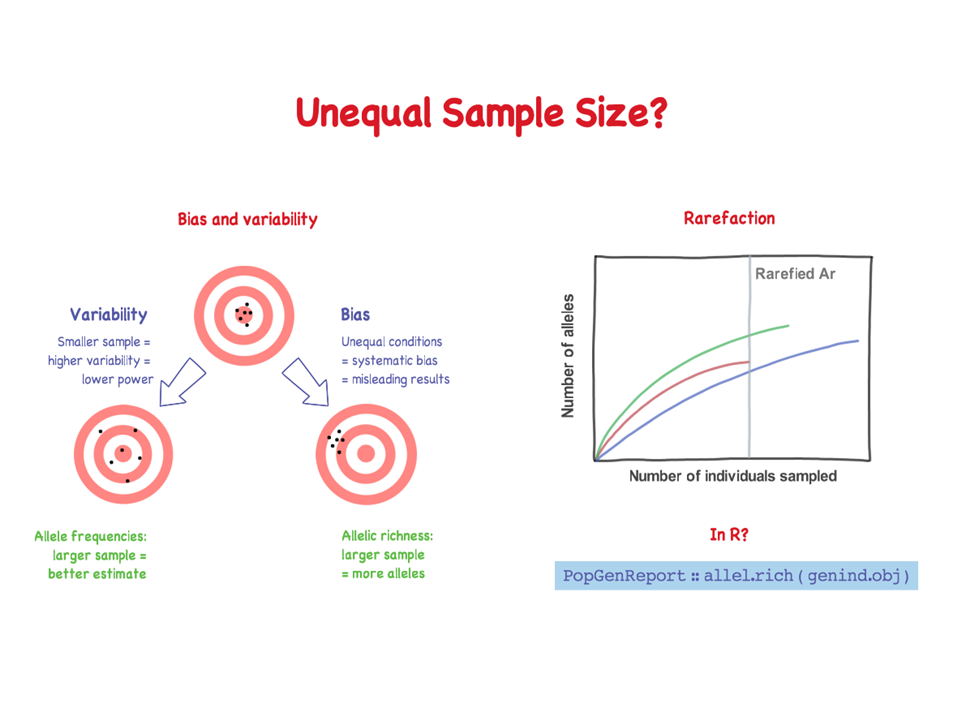 Unequal Sample Size?
Bias and variability
Variability
Smaller sample =
higher variability =
lower power
Bias
Unequal conditions
= systematic bias
= misleading results
Allele frequencies:
larger sample =
better estimate
Allelic richness:
larger sample
= more alleles
Rarefaction
Rarefied Ar
Number of alleles
Number of individuals sampled
In R?
PopGenReport :: allel.rich ( genind.obj )